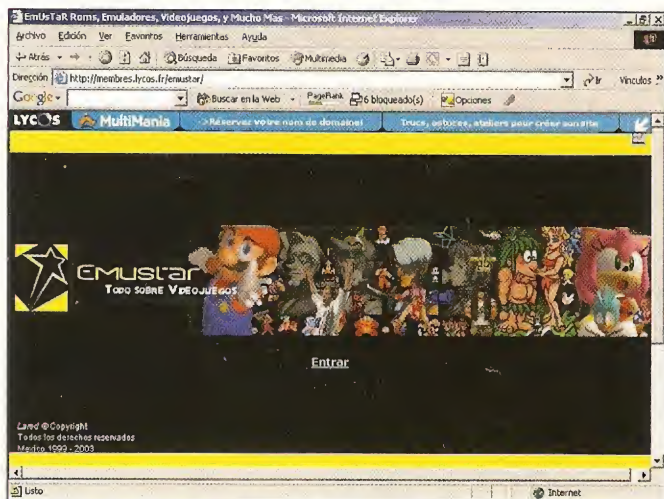 EmUsTaR Roms, Emuladores, Videojuegos, y Mucho Mas - Microsoft Internet Explorer
Archivo Edición Ver Favoritos Herramientas Ayuda
Atrás Búsqueda Favoritos Multimedia
Dirección http://membres.lycos.fr/emustar/ Ir Vínculos »
Google Buscar en la Web PageRank 6 bloqueado(s) Opciones
LYCOS MultiMania >Réservez votre nom de domaine! Trucs, astuces, ateliers pour créer son site
EmusTar
Todo sobre Videojuegos
Entrar
Land @ Copyright
Todos los derechos reservados
Mexico 1999 - 2003
Listo Internet